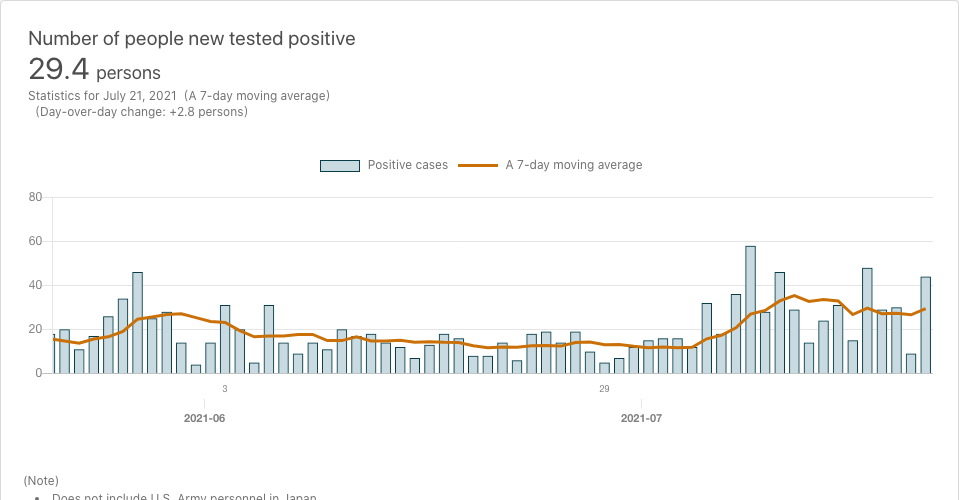 Number of people new tested positive
29.4 persons
Statistics for July 21, 2021 (A 7-day moving average)
(Day-over-day change: +2.8 persons)
Positive cases A 7-day moving average
80
60
40
20
0
3 29
2021-06 2021-07
(Note)
• Does not include U.S. Army personnel in Japan